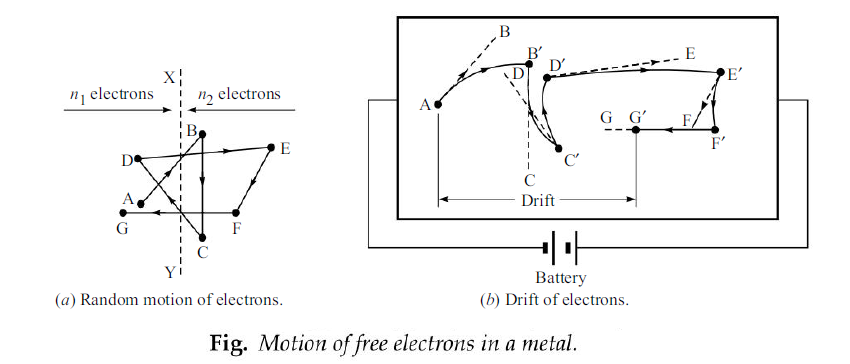 X
n₁ electrons
n₂ electrons
B
D
E
A
G
F
C
Y
(a) Random motion of electrons.
B
B′
D
D′
E
E′
A
G G′
F
F′
C′
C
Drift
Battery
(b) Drift of electrons.
Fig. Motion of free electrons in a metal.